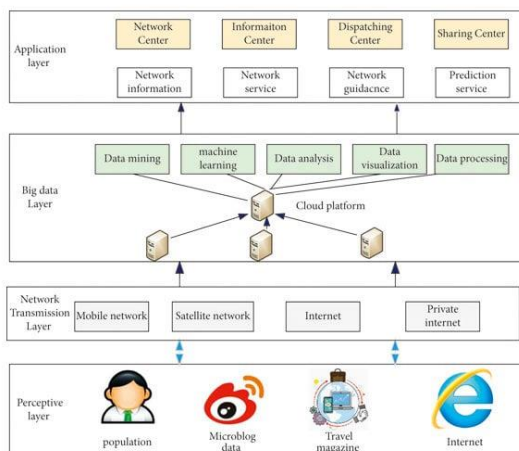 Application
layer
Network
Center
Informaiton
Center
Dispatching
Center
Sharing Center
Network
information
Network
service
Network
guidacnce
Prediction
service
Big data
Layer
Data mining
machine
learning
Data analysis
Data
visualization
Data processing
Cloud platform
Network
Transmission
Layer
Mobile network
Satellite network
Internet
Private
internet
Perceptive
layer
population
Microblog
data
Travel
magazine
Internet